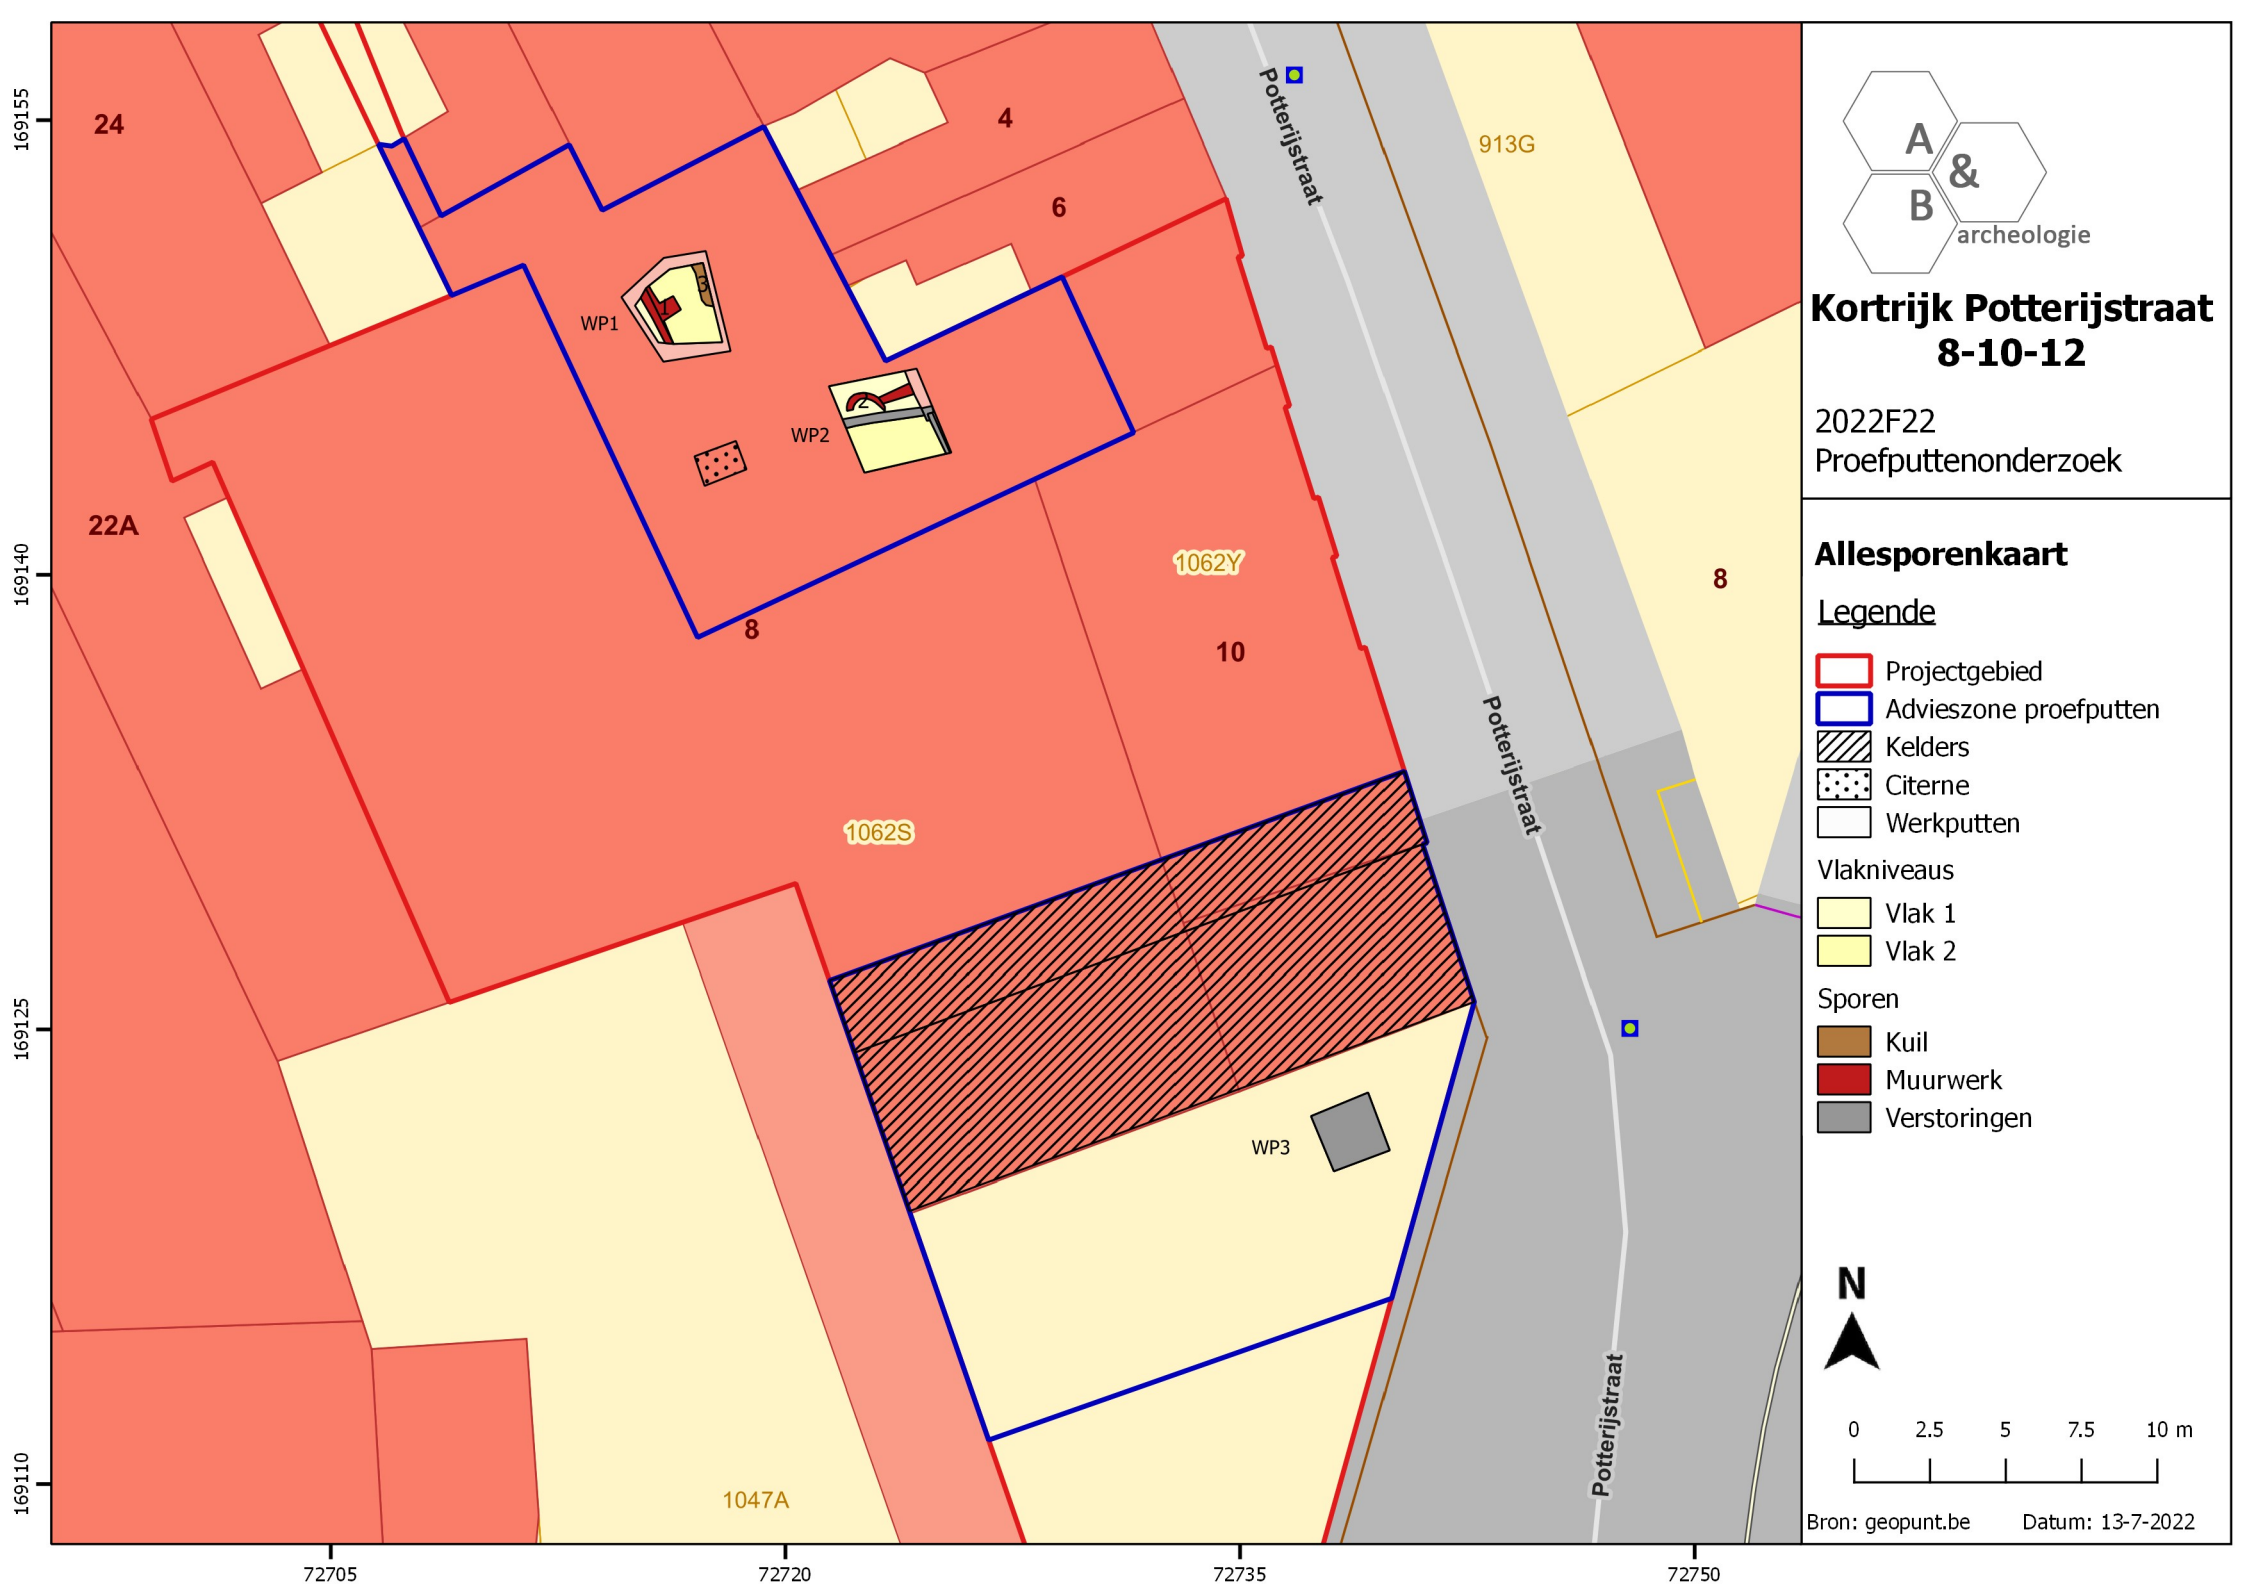 169155
169140
169125
169110
72705
72720
72735
72750
24
4
6
22A
8
10
8
913G
1062Y
1062S
1047A
Potterijstraat
Potterijstraat
Potterijstraat
WP1
1
3
WP2
2
WP3
A
&
B
archeologie
Kortrijk Potterijstraat
8-10-12
2022F22
Proefputtenonderzoek
Allesporenkaart
Legende
Projectgebied
Advieszone proefputten
Kelders
Citerne
Werkputten
Vlakniveaus
Vlak 1
Vlak 2
Sporen
Kuil
Muurwerk
Verstoringen
N
0 2.5 5 7.5 10 m
Bron: geopunt.be Datum: 13-7-2022